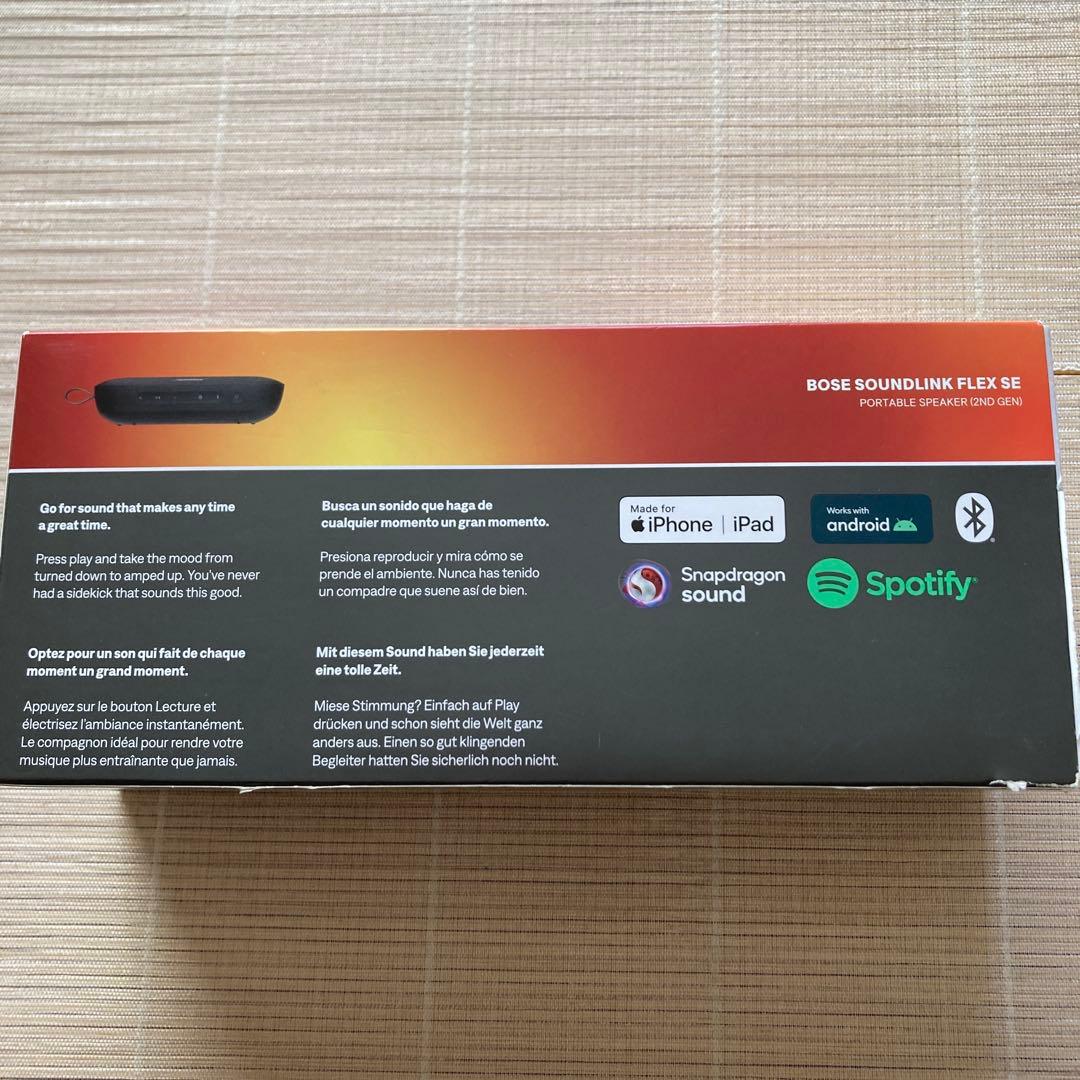 BOSE SOUNDLINK FLEX SE
PORTABLE SPEAKER (2ND GEN)
Go for sound that makes any time
a great time.
Press play and take the mood from
turned down to amped up. You've never
had a sidekick that sounds this good.
Busca un sonido que haga de
cualquier momento un gran momento.
Presiona reproducir y mira cómo se
prende el ambiente. Nunca has tenido
un compadre que suene así de bien.
Made for
iPhone | iPad
Works with
android
Snapdragon
sound
Spotify®
Optez pour un son qui fait de chaque
moment un grand moment.
Appuyez sur le bouton Lecture et
électrisez l'ambiance instantanément.
Le compagnon idéal pour rendre votre
musique plus entraînante que jamais.
Mit diesem Sound haben Sie jederzeit
eine tolle Zeit.
Miese Stimmung? Einfach auf Play
drücken und schon sieht die Welt ganz
anders aus. Einen so gut klingenden
Begleiter hatten Sie sicherlich noch nicht.